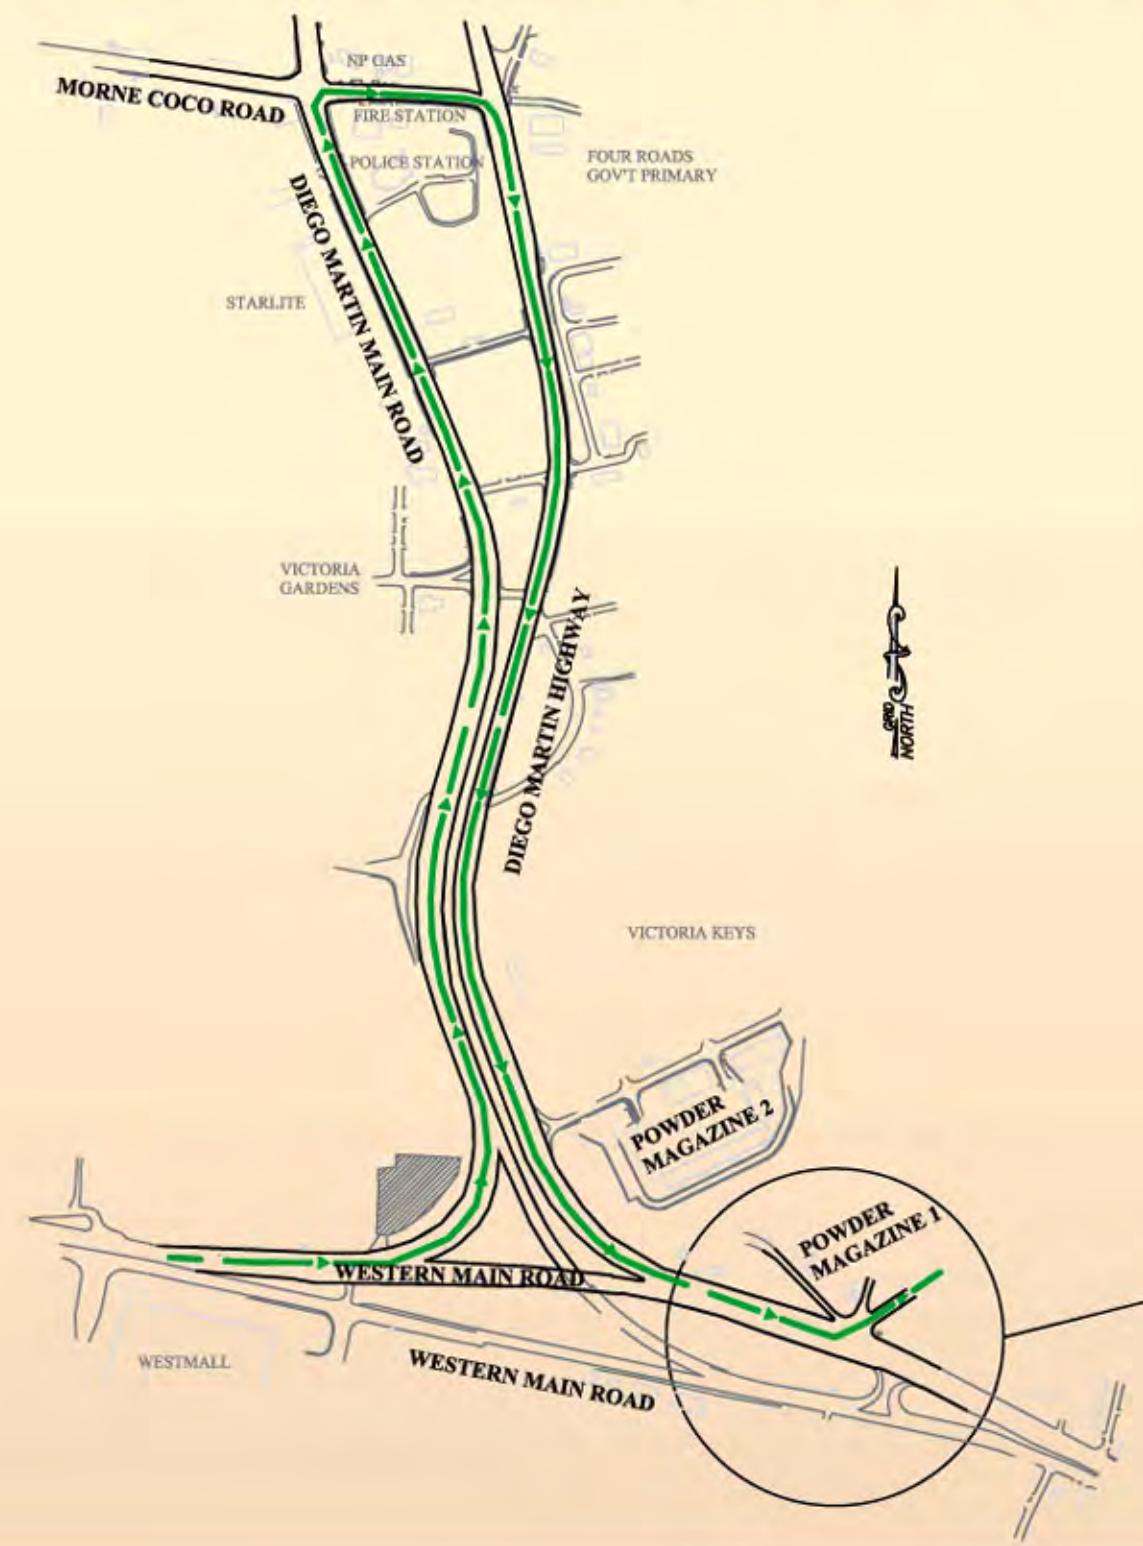 NP GAS
MORNE COCO ROAD
FIRE STATION
POLICE STATION
FOUR ROADS
GOV'T PRIMARY
DIEGO MARTIN MAIN ROAD
STARLITE
VICTORIA
GARDENS
DIEGO MARTIN HIGHWAY
GRID
NORTH
VICTORIA KEYS
POWDER
MAGAZINE 2
POWDER
MAGAZINE 1
WESTERN MAIN ROAD
WESTMALL
WESTERN MAIN ROAD